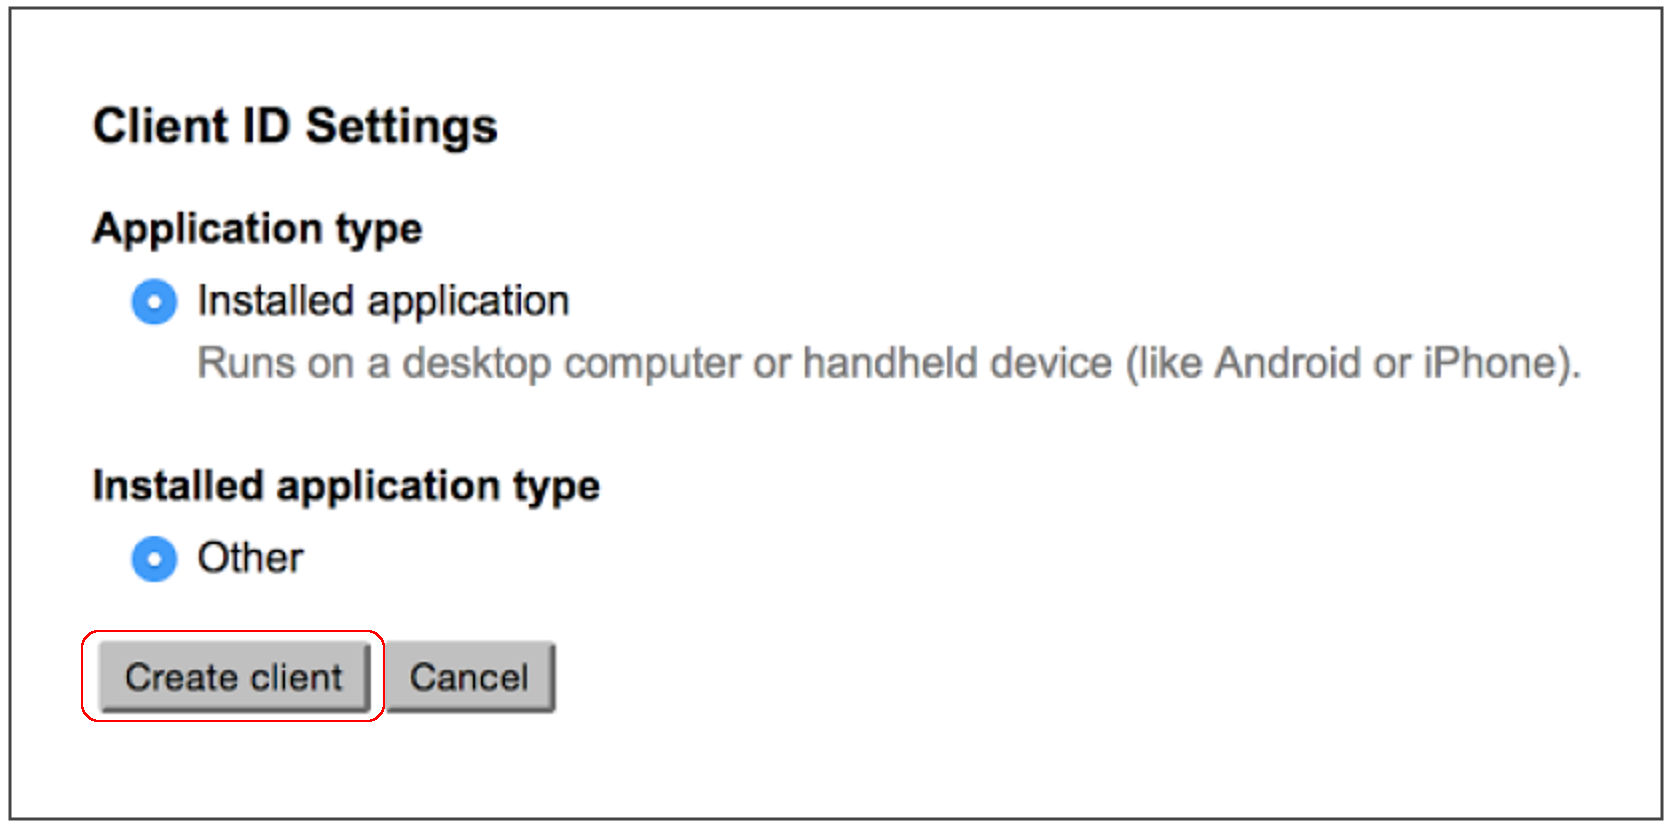 Client ID Settings
Application type
Installed application
Runs on a desktop computer or handheld device (like Android or iPhone).
Installed application type
Other
Create client Cancel